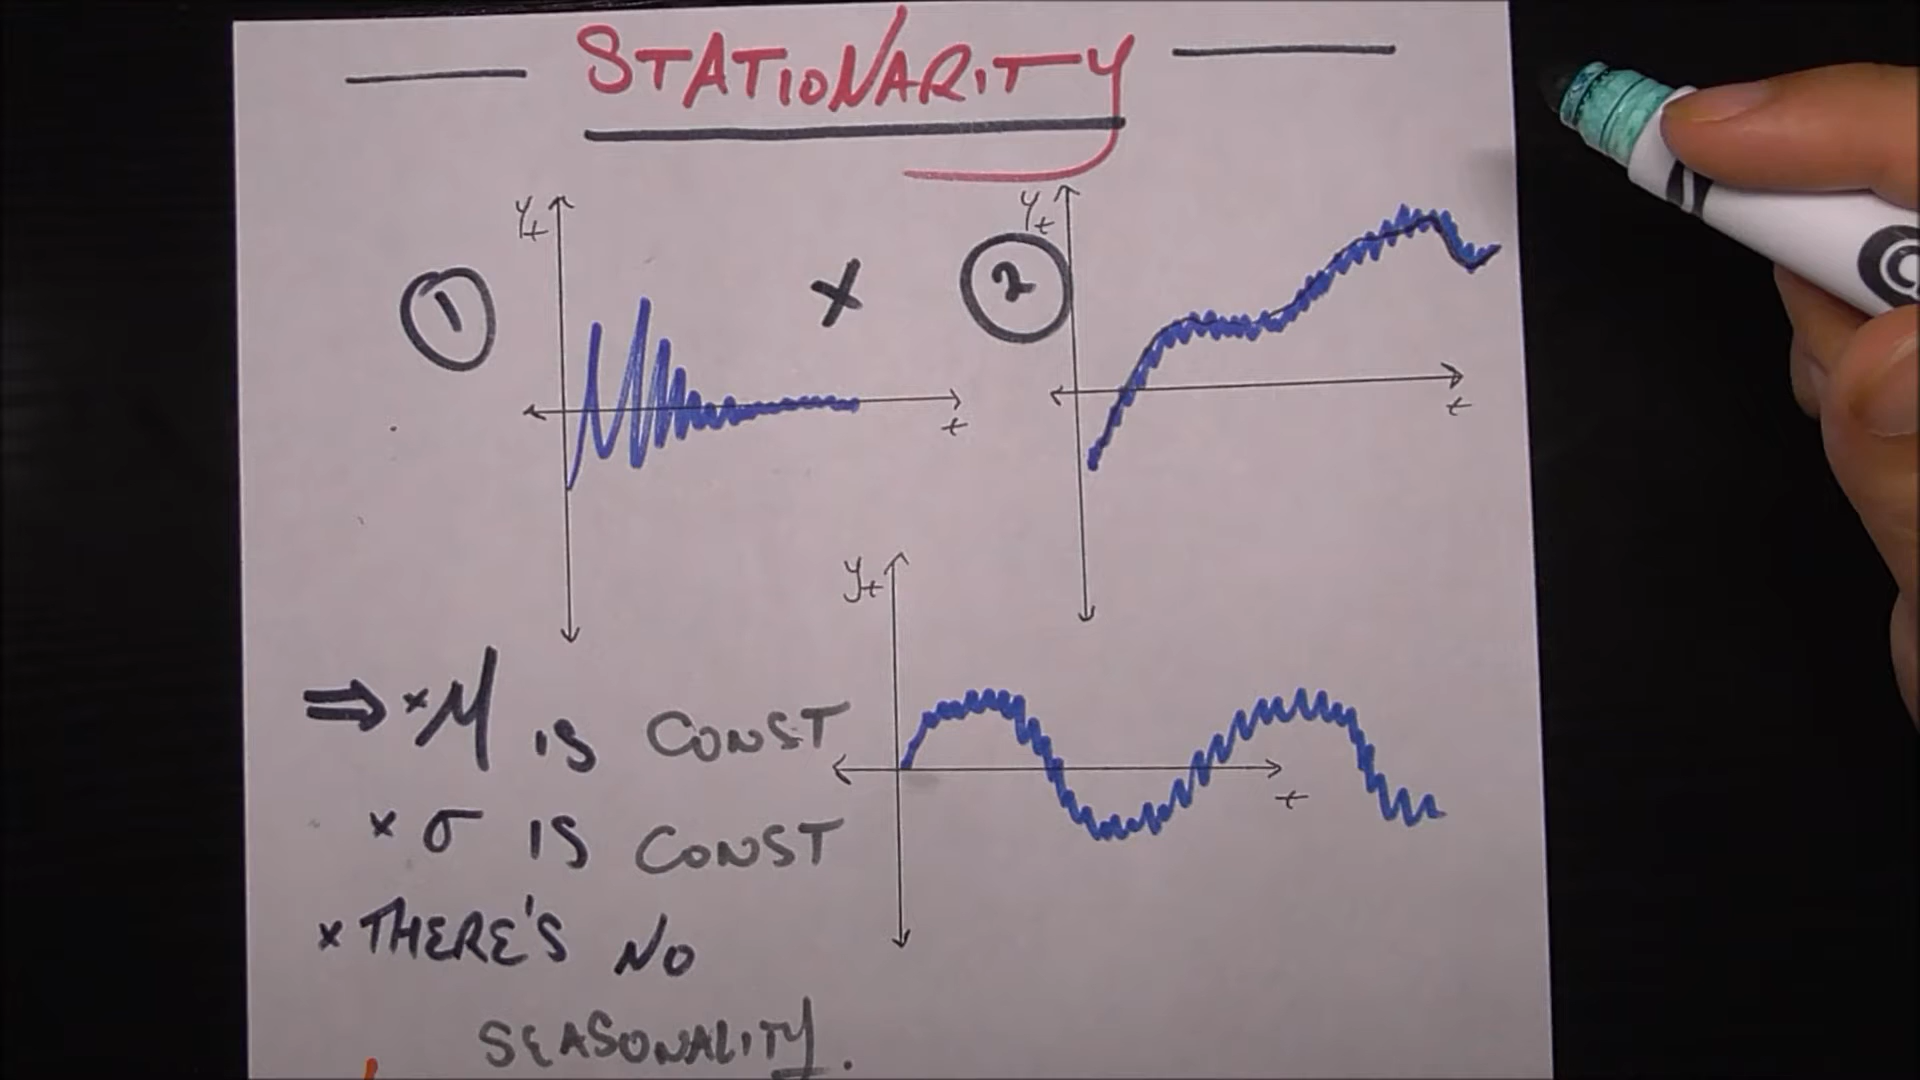 STATIONARITY
Yt
1
X
t
Yt
2
t
yt
t
⇒ × M IS CONST
× σ IS CONST
× THERE'S NO
SEASONALITY.